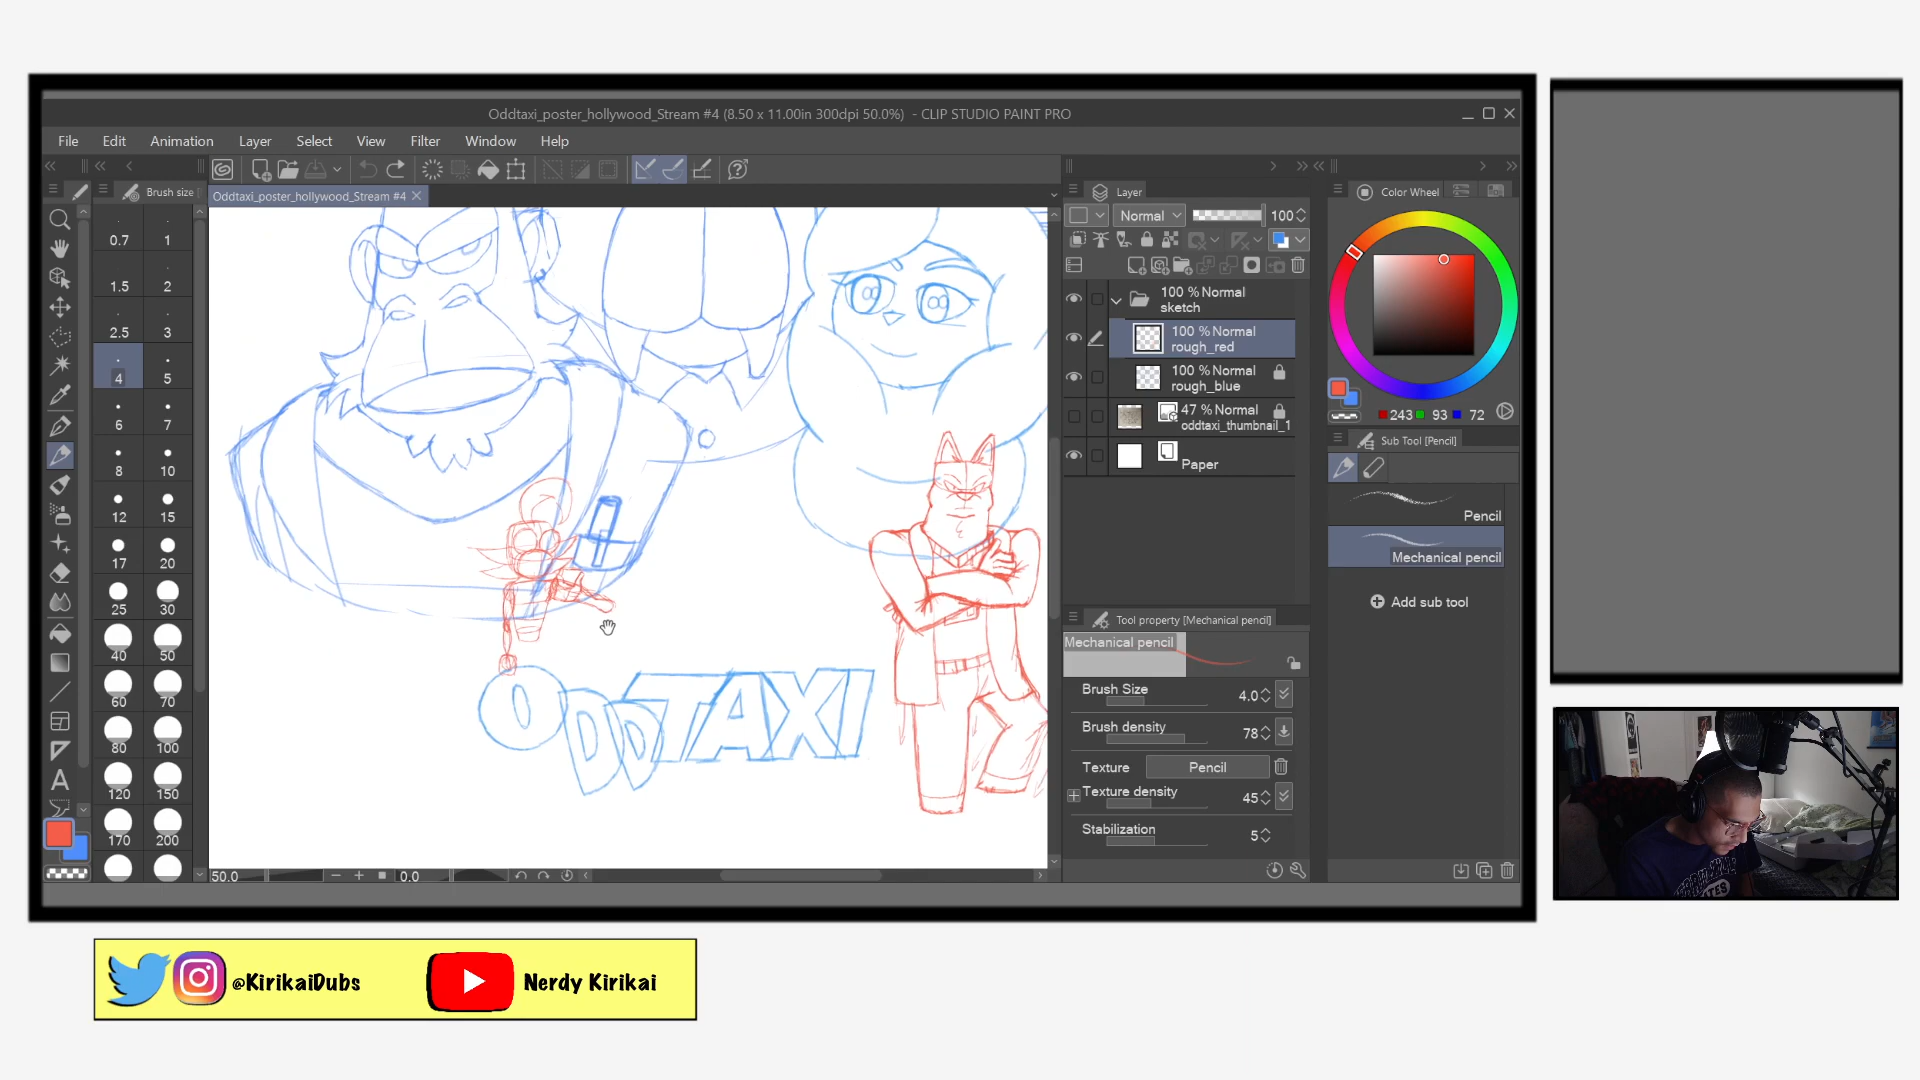 Oddtaxi_poster_hollywood_Stream #4 (8.50 x 11.00in 300dpi 50.0%) - CLIP STUDIO PAINT PRO
File Edit Animation Layer Select View Filter Window Help
Brush size
Oddtaxi_poster_hollywood_Stream #4
Layer
Color Wheel
Normal 100
0.7 1
1.5 2
2.5 3
4 5
6 7
8 10
12 15
17 20
25 30
40 50
60 70
80 100
120 150
170 200
100 % Normal
sketch
100 % Normal
rough_red
100 % Normal
rough_blue
47 % Normal
oddtaxi_thumbnail_1
Paper
243 93 72
Sub Tool [Pencil]
Pencil
Mechanical pencil
Add sub tool
Tool property [Mechanical pencil]
Mechanical pencil
Brush Size 4.0
Brush density 78
Texture Pencil
Texture density 45
Stabilization 5
ODDTAXI
50.0 0.0
@KirikaiDubs Nerdy Kirikai